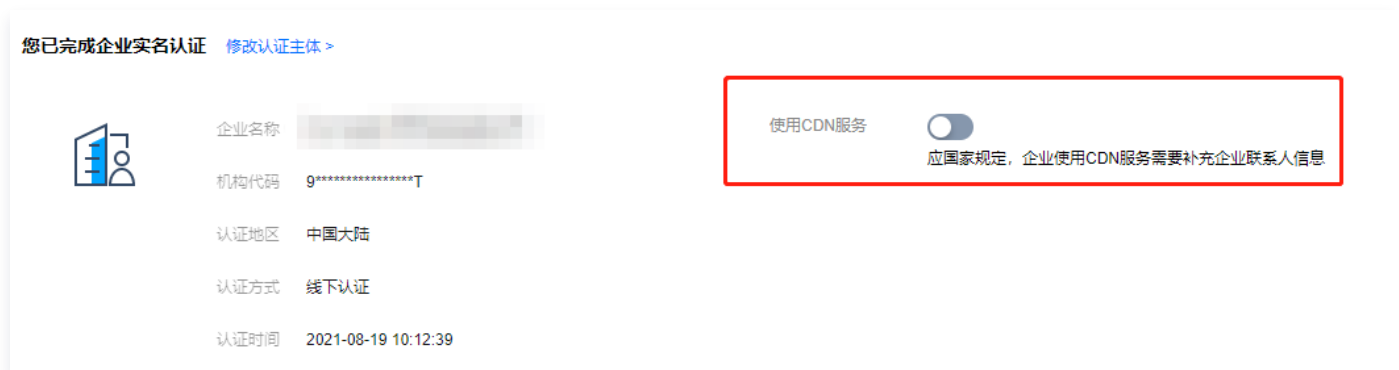 您已完成企业实名认证 修改认证主体 >
企业名称
使用CDN服务
应国家规定，企业使用CDN服务需要补充企业联系人信息
机构代码 9****************T
认证地区 中国大陆
认证方式 线下认证
认证时间 2021-08-19 10:12:39